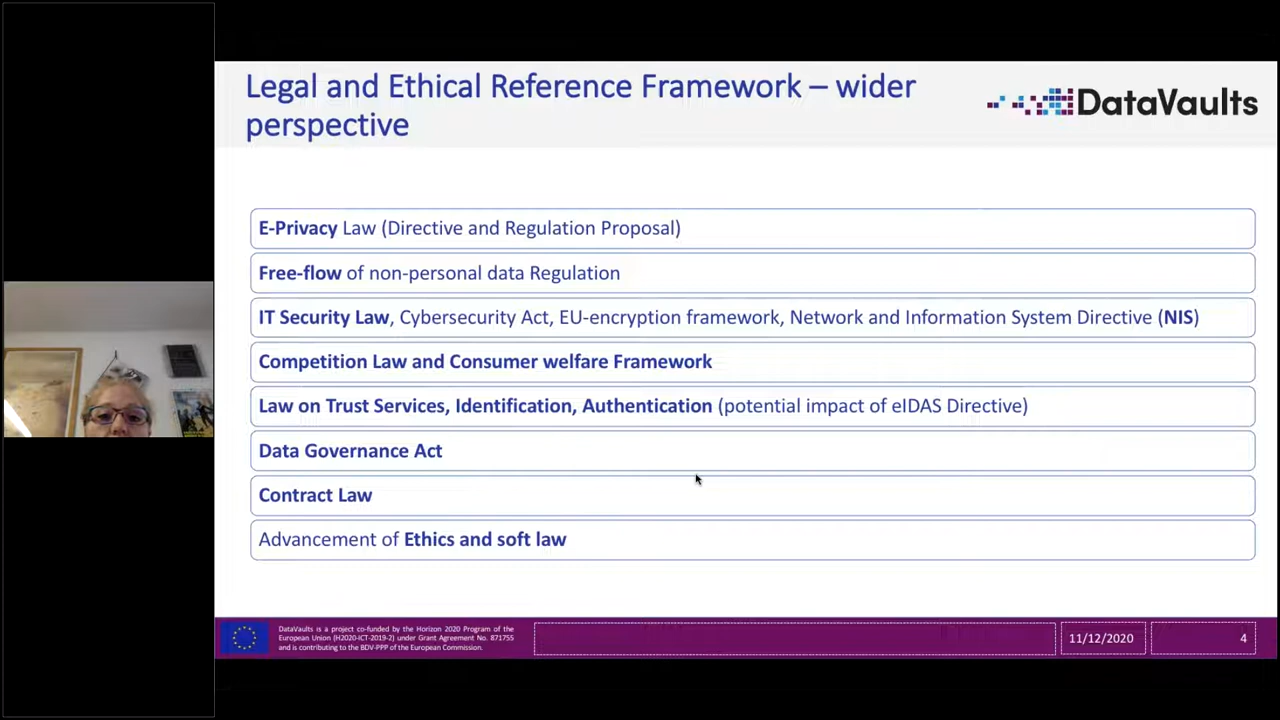 Legal and Ethical Reference Framework – wider
perspective
DataVaults
E-Privacy Law (Directive and Regulation Proposal)
Free-flow of non-personal data Regulation
IT Security Law, Cybersecurity Act, EU-encryption framework, Network and Information System Directive (NIS)
Competition Law and Consumer welfare Framework
Law on Trust Services, Identification, Authentication (potential impact of eIDAS Directive)
Data Governance Act
Contract Law
Advancement of Ethics and soft law
DataVaults is a project co-funded by the Horizon 2020 Program of the
European Union (H2020-ICT-2019-2) under Grant Agreement No. 871755
and is contributing to the BDV-PPP of the European Commission.
11/12/2020
4